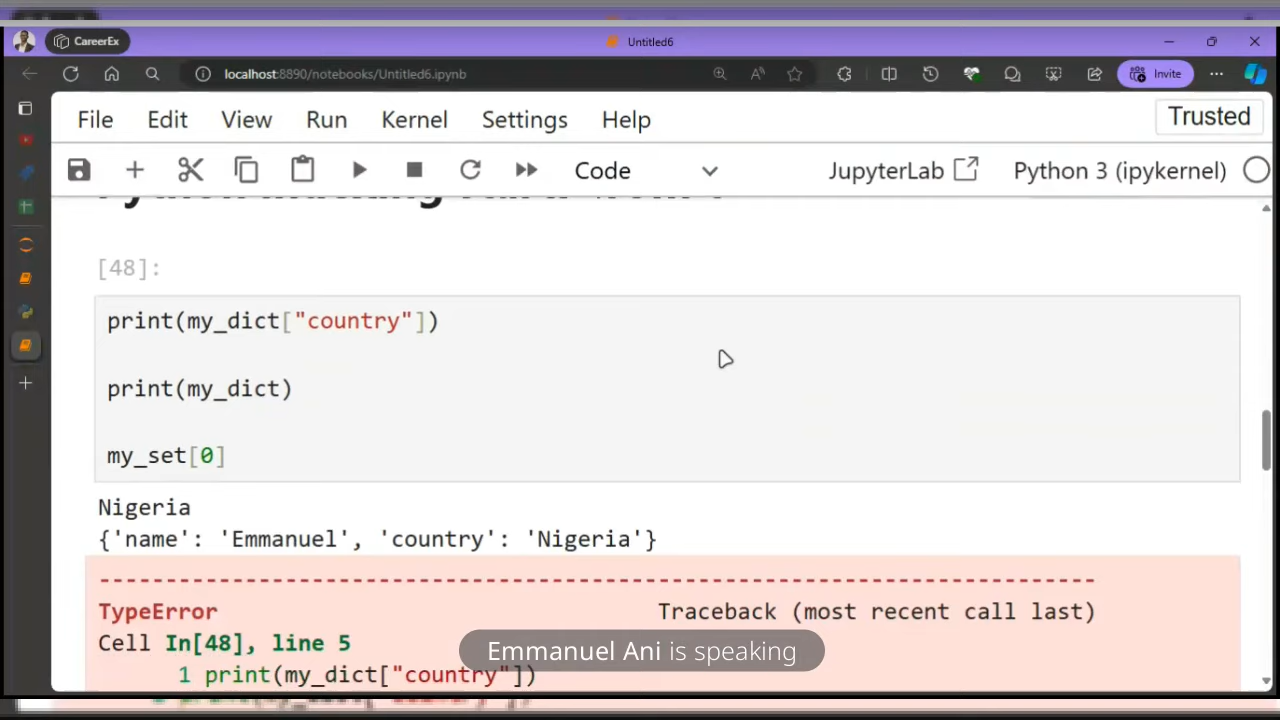 CareerEx
Untitled6
localhost:8890/notebooks/Untitled6.ipynb
Invite
File Edit View Run Kernel Settings Help
Trusted
Code
JupyterLab
Python 3 (ipykernel)
[48]:
print(my_dict["country"])
print(my_dict)
my_set[0]
Nigeria
{'name': 'Emmanuel', 'country': 'Nigeria'}
---------------------------------------------------------------------------
TypeError Traceback (most recent call last)
Cell In[48], line 5
Emmanuel Ani is speaking
1 print(my_dict["country"])